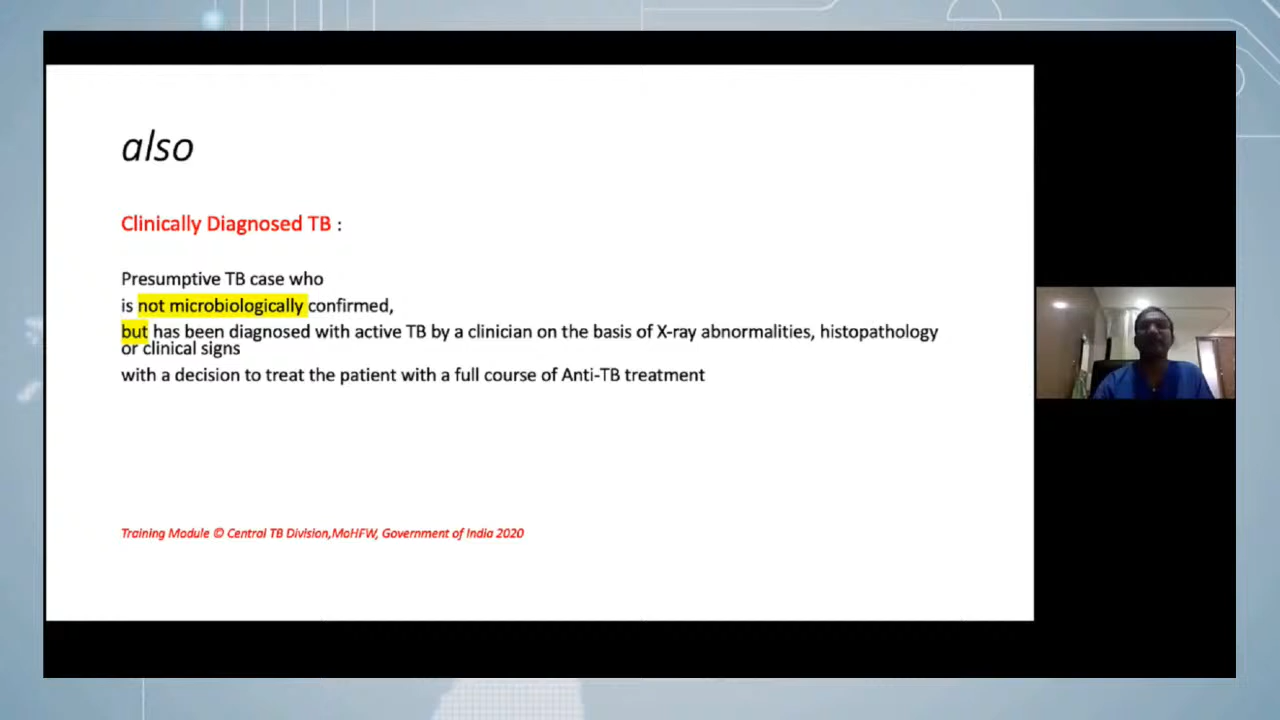 also
Clinically Diagnosed TB :
Presumptive TB case who
is not microbiologically confirmed,
but has been diagnosed with active TB by a clinician on the basis of X-ray abnormalities, histopathology
or clinical signs
with a decision to treat the patient with a full course of Anti-TB treatment
Training Module © Central TB Division,MoHFW, Government of India 2020